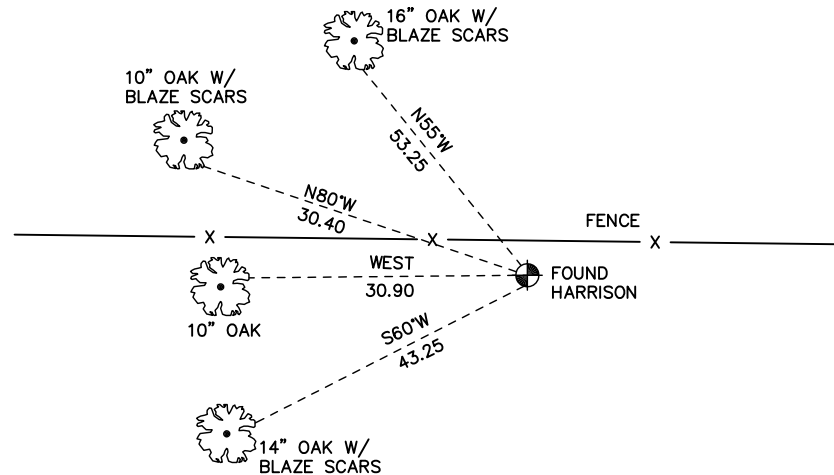 16" OAK W/
BLAZE SCARS
10" OAK W/
BLAZE SCARS
N55°W
53.25
N80°W
30.40
FENCE
X X X
WEST
30.90
FOUND
HARRISON
10" OAK
S60°W
43.25
14" OAK W/
BLAZE SCARS